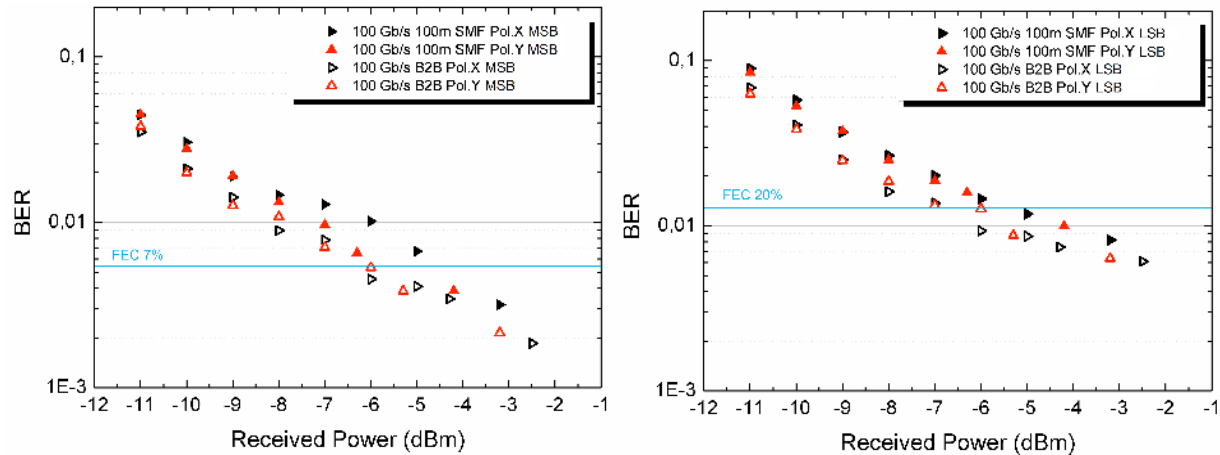 100 Gb/s 100m SMF Pol.X MSB
100 Gb/s 100m SMF Pol.Y MSB
100 Gb/s B2B Pol.X MSB
100 Gb/s B2B Pol.Y MSB
0,1
0,01
1E-3
BER
FEC 7%
-12 -11 -10 -9 -8 -7 -6 -5 -4 -3 -2 -1
Received Power (dBm)
100 Gb/s 100m SMF Pol.X LSB
100 Gb/s 100m SMF Pol.Y LSB
100 Gb/s B2B Pol.X LSB
100 Gb/s B2B Pol.Y LSB
0,1
0,01
1E-3
BER
FEC 20%
-12 -11 -10 -9 -8 -7 -6 -5 -4 -3 -2 -1
Received Power (dBm)